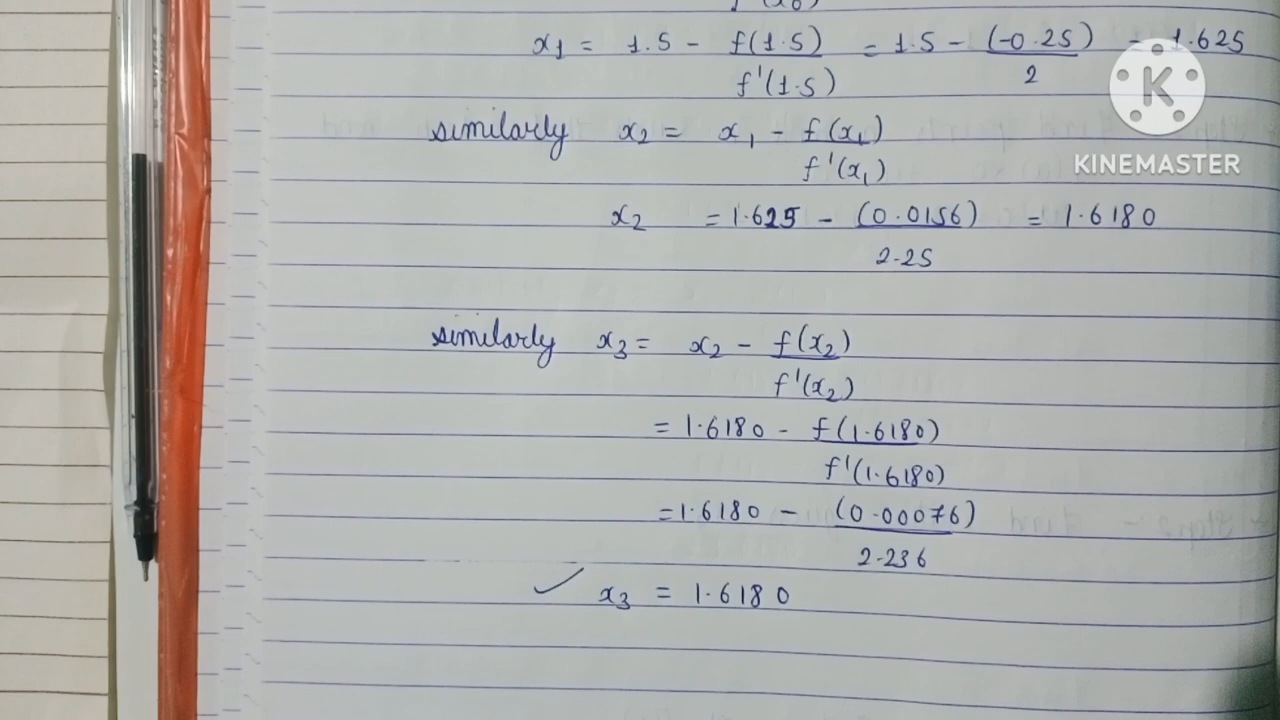 x1 = 1.5 - f(1.5) / f'(1.5) = 1.5 - (-0.25) / 2 = 1.625
similarly x2 = x1 - f(x1) / f'(x1)
x2 = 1.625 - (0.0156) / 2.25 = 1.6180
similarly x3 = x2 - f(x2) / f'(x2)
= 1.6180 - f(1.6180) / f'(1.6180)
= 1.6180 - (0.00076) / 2.236
✓ x3 = 1.6180
K
KINEMASTER